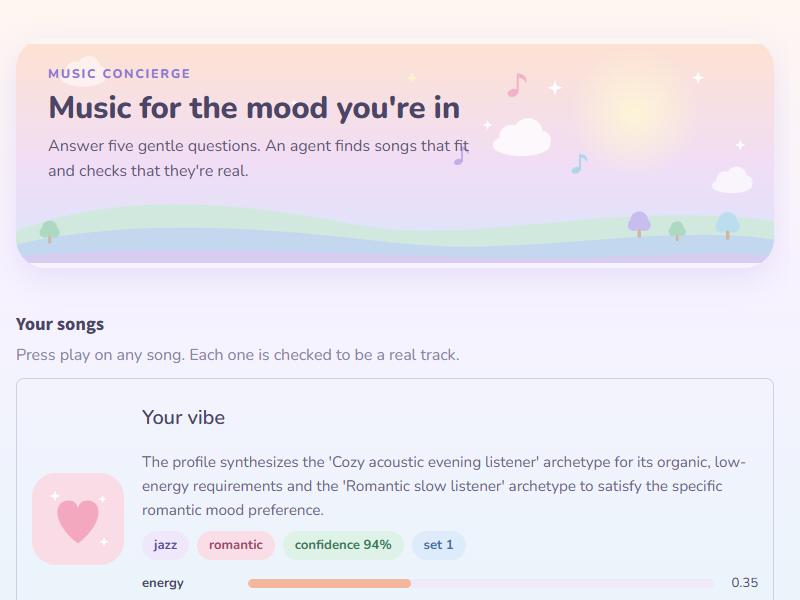 MUSIC CONCIERGE
Music for the mood you're in
Answer five gentle questions. An agent finds songs that fit
and checks that they're real.
Your songs
Press play on any song. Each one is checked to be a real track.
Your vibe
The profile synthesizes the 'Cozy acoustic evening listener' archetype for its organic, low-
energy requirements and the 'Romantic slow listener' archetype to satisfy the specific
romantic mood preference.
jazz romantic confidence 94% set 1
energy 0.35